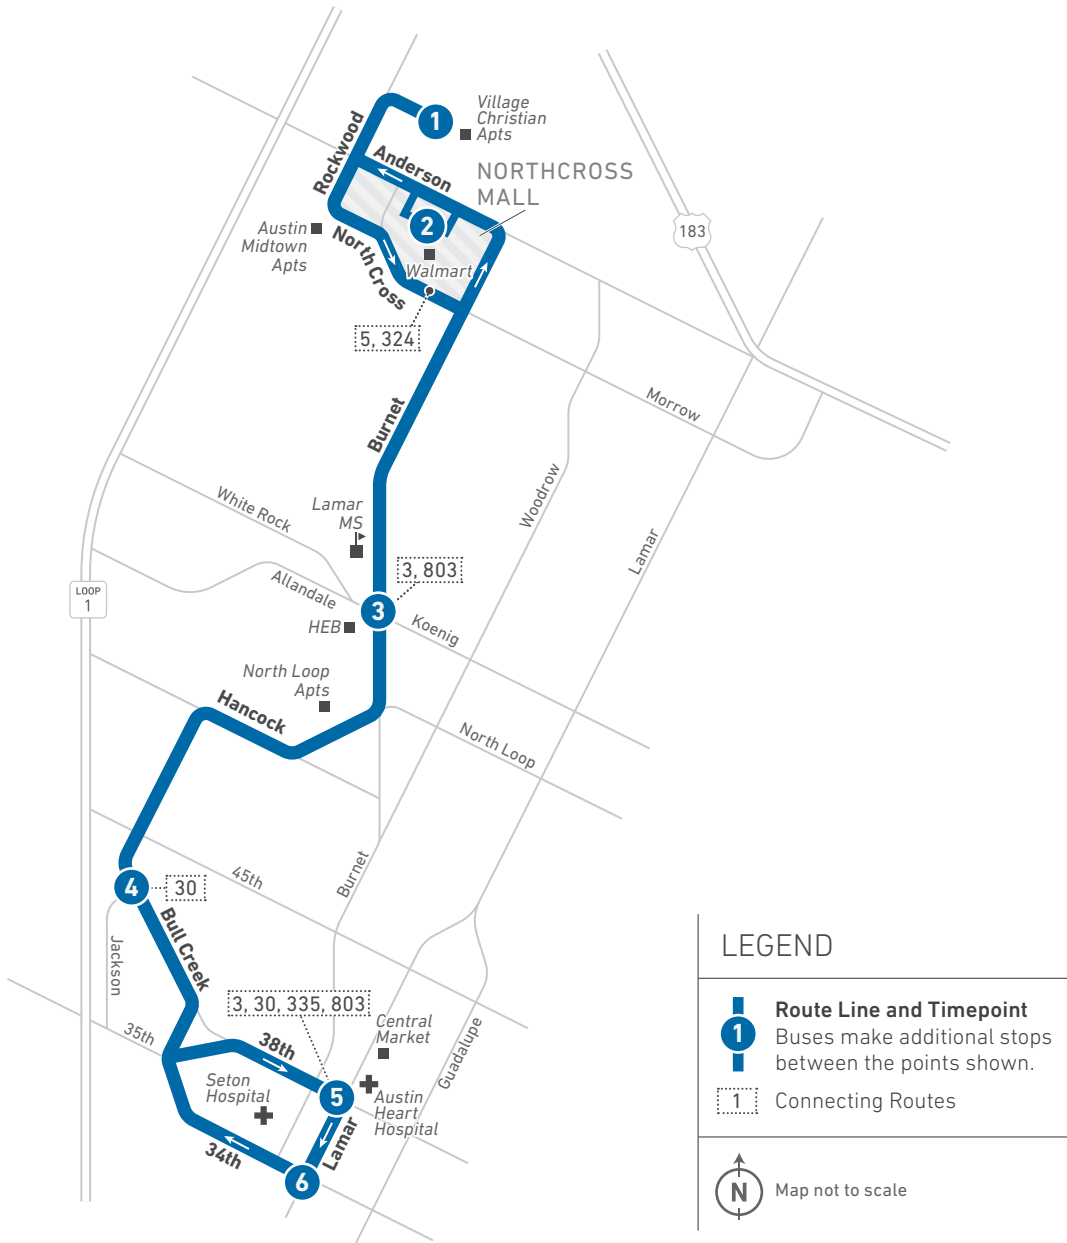 Village
Christian
Apts
1
Rockwood
Anderson
NORTHCROSS
MALL
2
183
Austin
Midtown
Apts
North Cross
Walmart
5, 324
Burnet
Morrow
Woodrow
Lamar
White Rock
Lamar
MS
3, 803
LOOP
1
Allandale
3
Koenig
HEB
North Loop
Apts
Hancock
North Loop
45th
Burnet
4
30
Bull Creek
Jackson
35th
3, 30, 335, 803
Central
Market
38th
Guadalupe
Seton
Hospital
5
Austin
Heart
Hospital
Lamar
34th
6
LEGEND
1
Route Line and Timepoint
Buses make additional stops
between the points shown.
1
Connecting Routes
N
Map not to scale